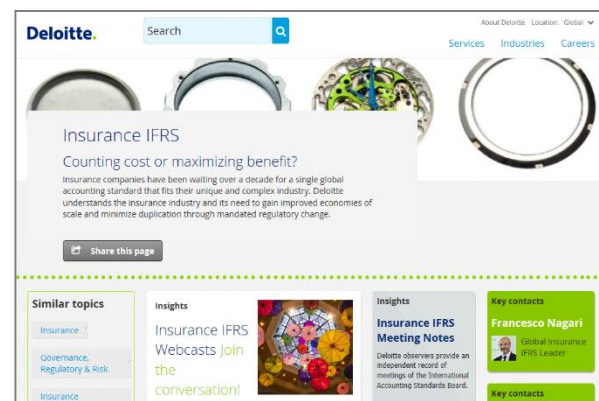 About Deloitte Location: Global
Deloitte.
Search
Services Industries Careers
Insurance IFRS
Counting cost or maximizing benefit?
Insurance companies have been waiting over a decade for a single global
accounting standard that fits their unique and complex industry. Deloitte
understands the insurance industry and its need to gain improved economies of
scale and minimize duplication through mandated regulatory change.
Share this page
Similar topics
Insurance
Governance,
Regulatory & Risk
Insurance
Insights
Insurance IFRS
Webcasts Join
the
conversation!
Insights
Insurance IFRS
Meeting Notes
Deloitte observers provide an
independent record of
meetings of the International
Accounting Standards Board.
Key contacts
Francesco Nagari
Global Insurance
IFRS Leader
Key contacts